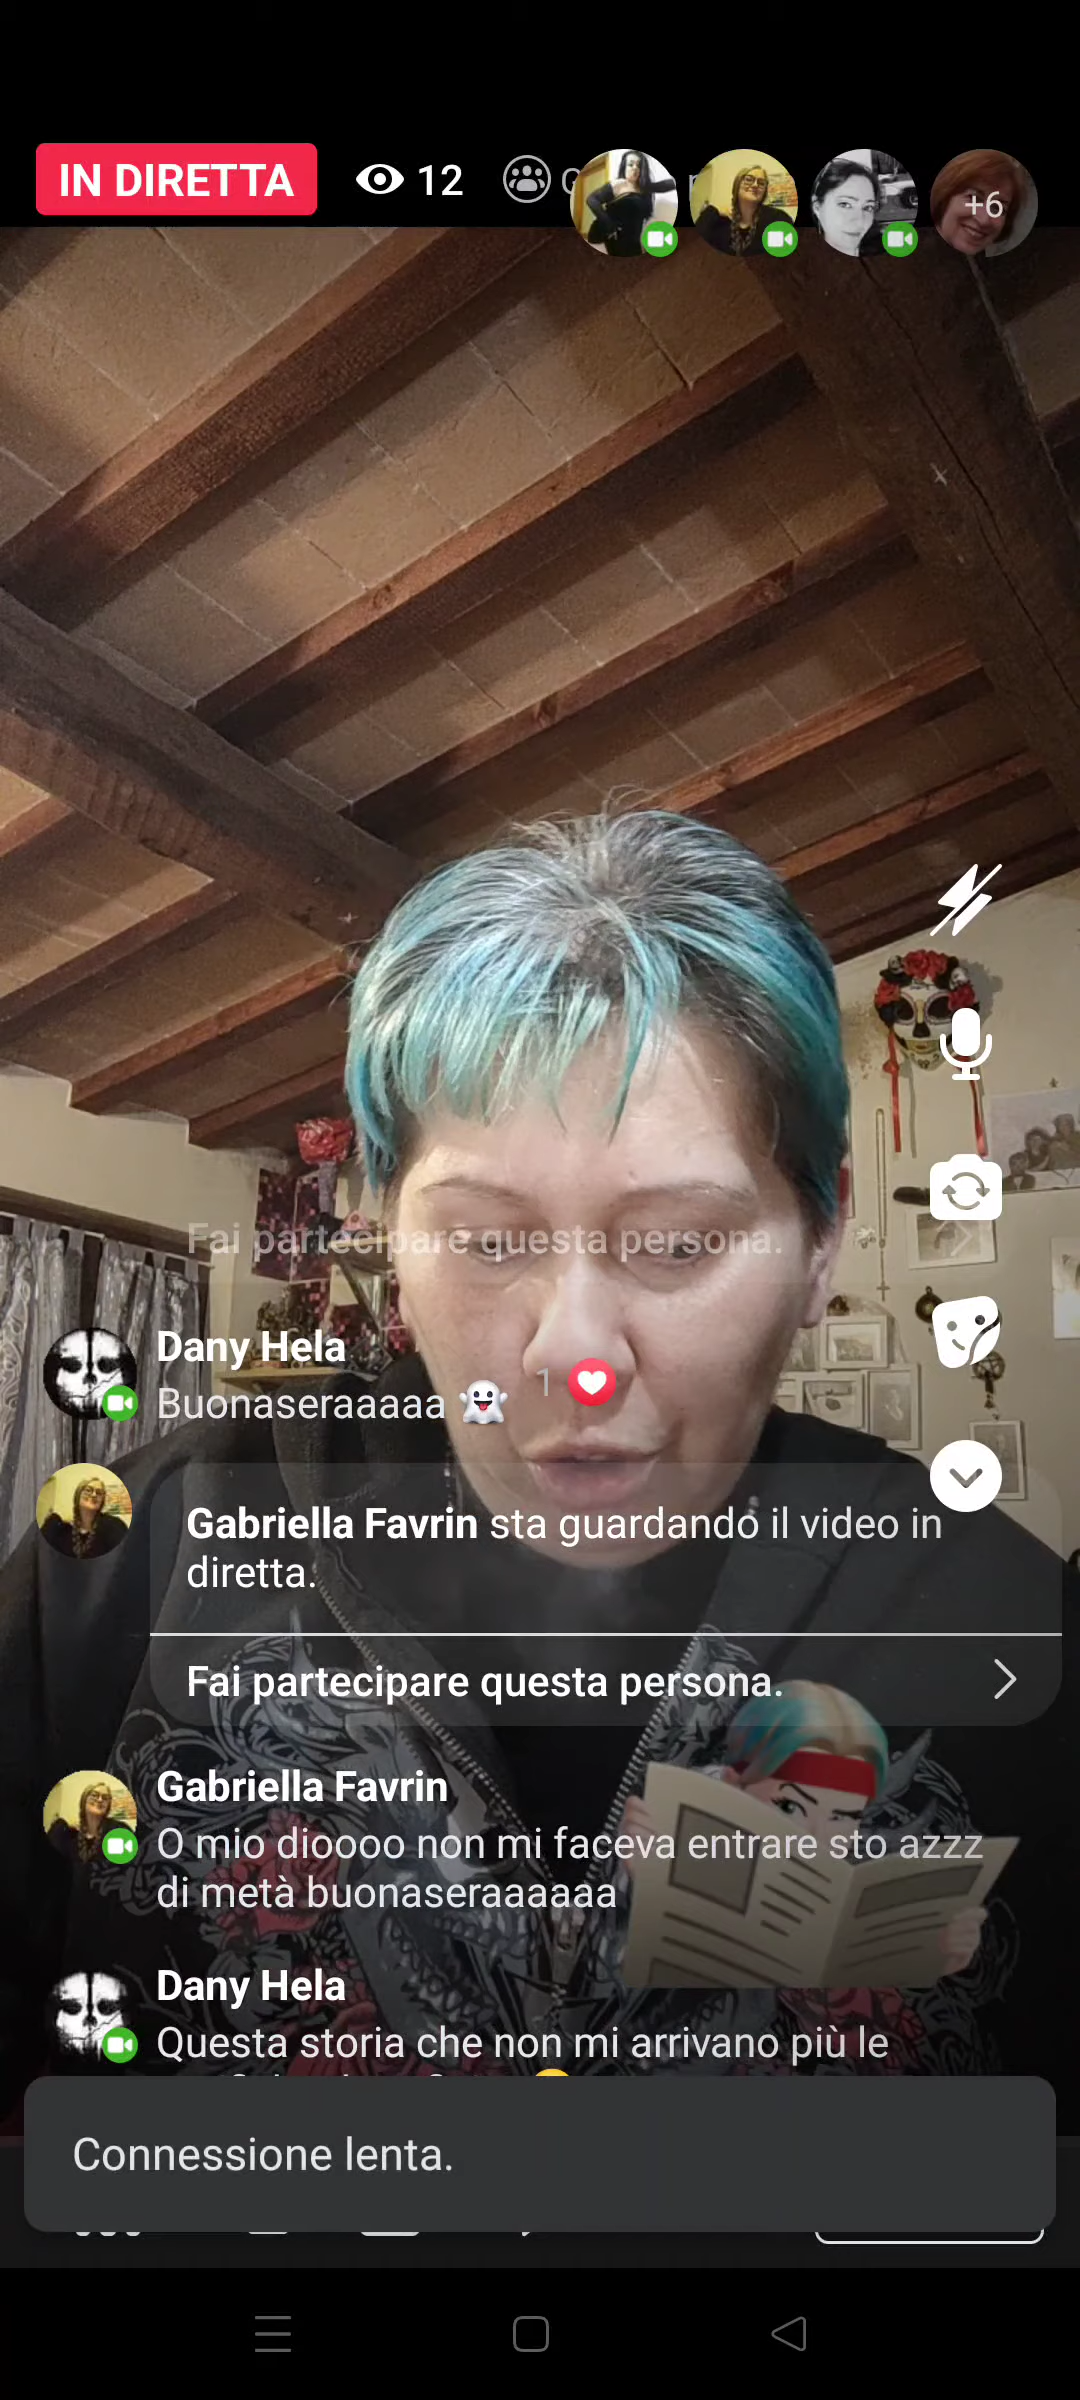 IN DIRETTA
12
+6
Fai partecipare questa persona.
Dany Hela
Buonaseraaaaa 👻
1
Gabriella Favrin sta guardando il video in
diretta.
Fai partecipare questa persona.
Gabriella Favrin
O mio dioooo non mi faceva entrare sto azzz
di metà buonaseraaaaaa
Dany Hela
Questa storia che non mi arrivano più le
Connessione lenta.